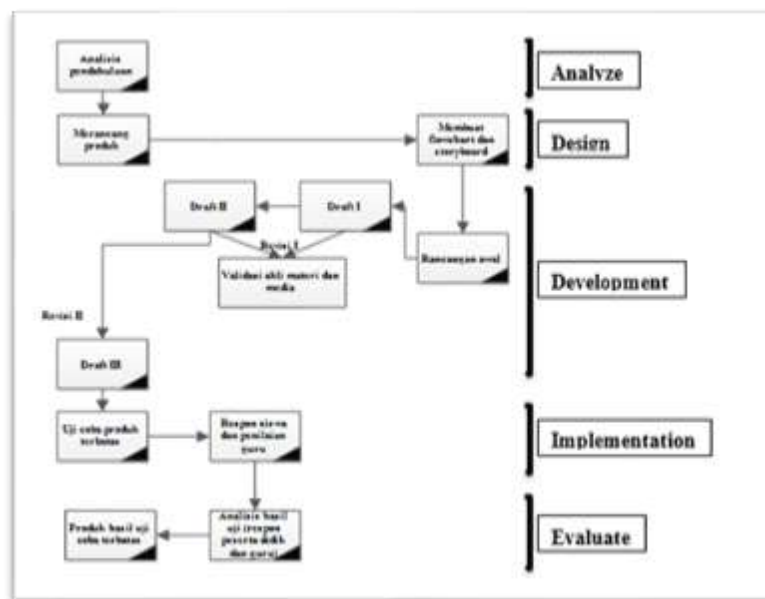 Analisis
pendahuluan
Analyze
Merancang
produk
Membuat
flowchart dan
storyboard
Design
Draft II
Draft I
Revisi I
Rancangan awal
Validasi ahli materi dan
media
Development
Revisi II
Draft III
Uji coba produk
terbatas
Respon siswa
dan penilaian
guru
Implementation
Produk hasil uji
coba terbatas
Analisis hasil
uji (respon
peserta didik
dan guru)
Evaluate